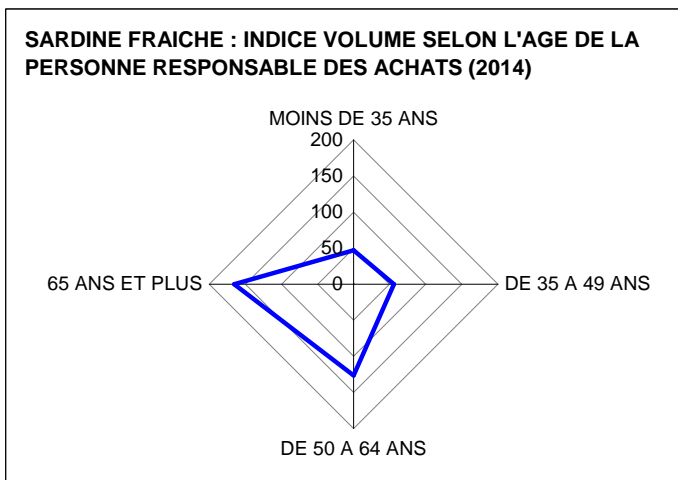 SARDINE FRAICHE : INDICE VOLUME SELON L'AGE DE LA
PERSONNE RESPONSABLE DES ACHATS (2014)
MOINS DE 35 ANS
200
150
100
50
0
65 ANS ET PLUS
DE 35 A 49 ANS
DE 50 A 64 ANS